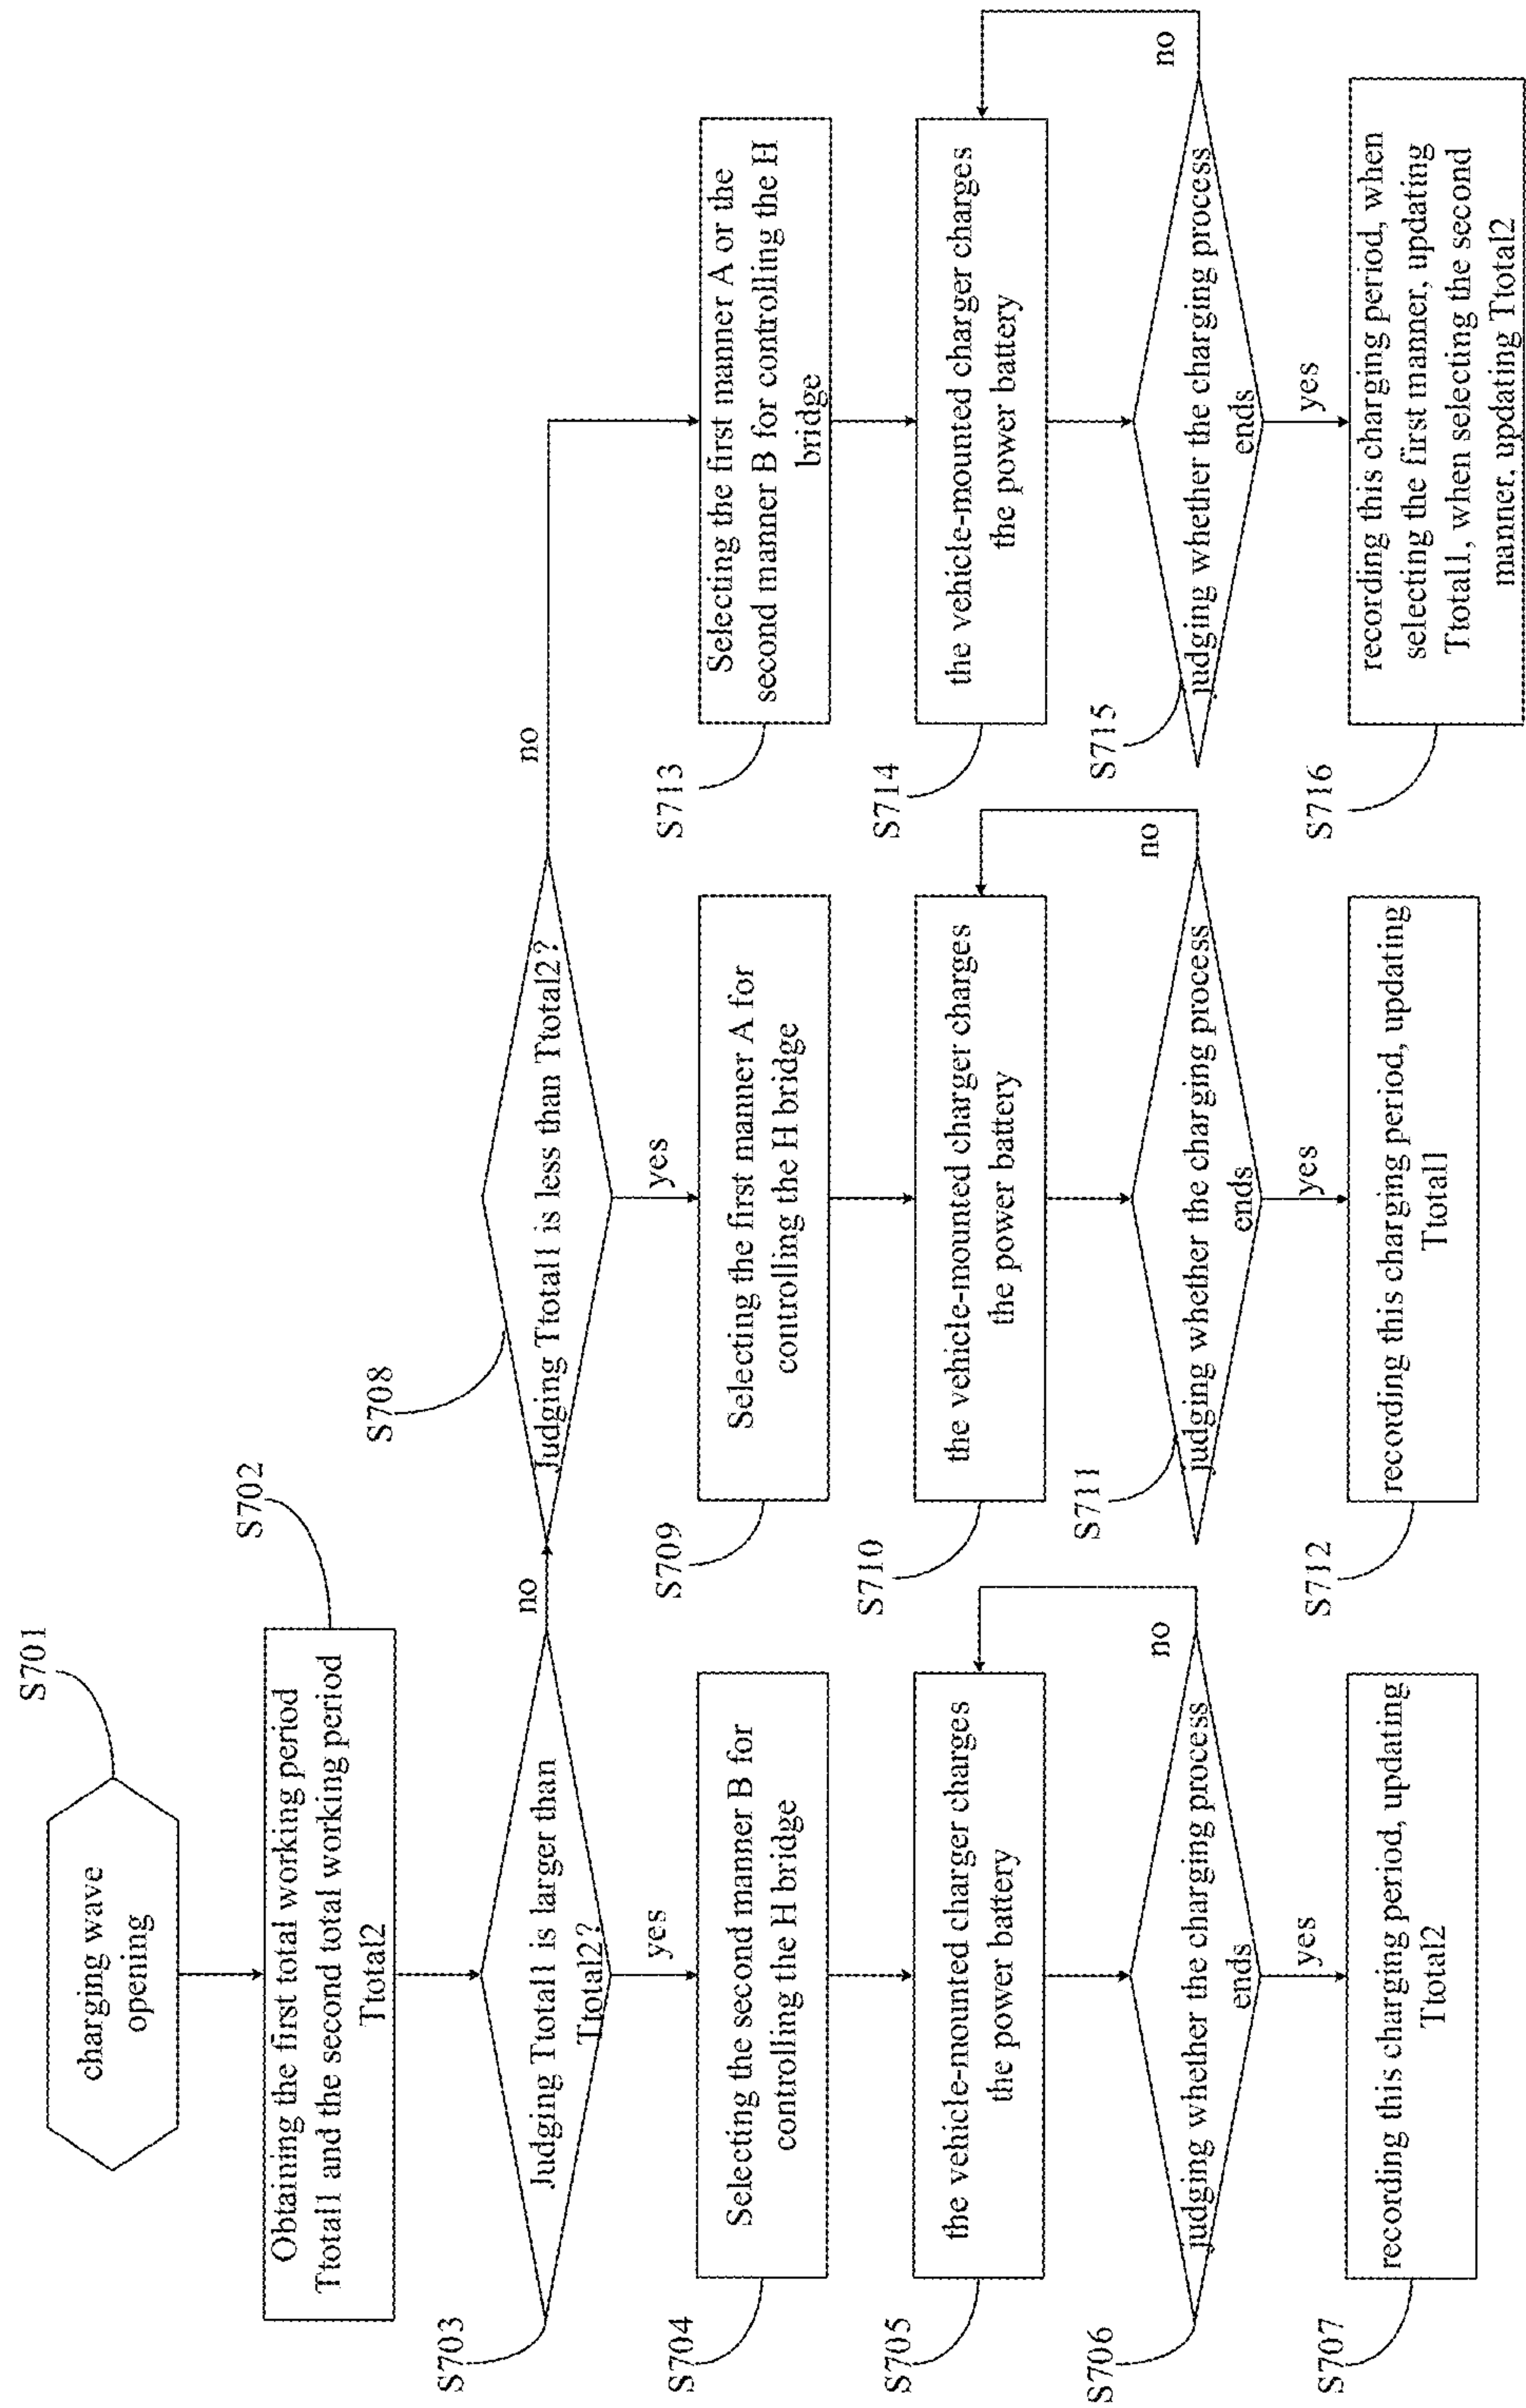 S701
charging wave
opening
S702
Obtaining the first total working period
Ttotal1 and the second total working period
Ttotal2
S703
Judging Ttotal1 is larger than
Ttotal2?
no
yes
S704
Selecting the second manner B for
controlling the H bridge
S705
the vehicle-mounted charger charges
the power battery
S706
judging whether the charging process
ends
no
yes
S707
recording this charging period, updating
Ttotal2
S708
Judging Ttotal1 is less than Ttotal2?
no
yes
S709
Selecting the first manner A for
controlling the H bridge
S710
the vehicle-mounted charger charges
the power battery
S711
judging whether the charging process
ends
no
yes
S712
recording this charging period, updating
Ttotal1
S713
Selecting the first manner A or the
second manner B for controlling the H
bridge
S714
the vehicle-mounted charger charges
the power battery
S715
judging whether the charging process
ends
no
yes
S716
recording this charging period, when
selecting the first manner, updating
Ttotal1, when selecting the second
manner, updating Ttotal2